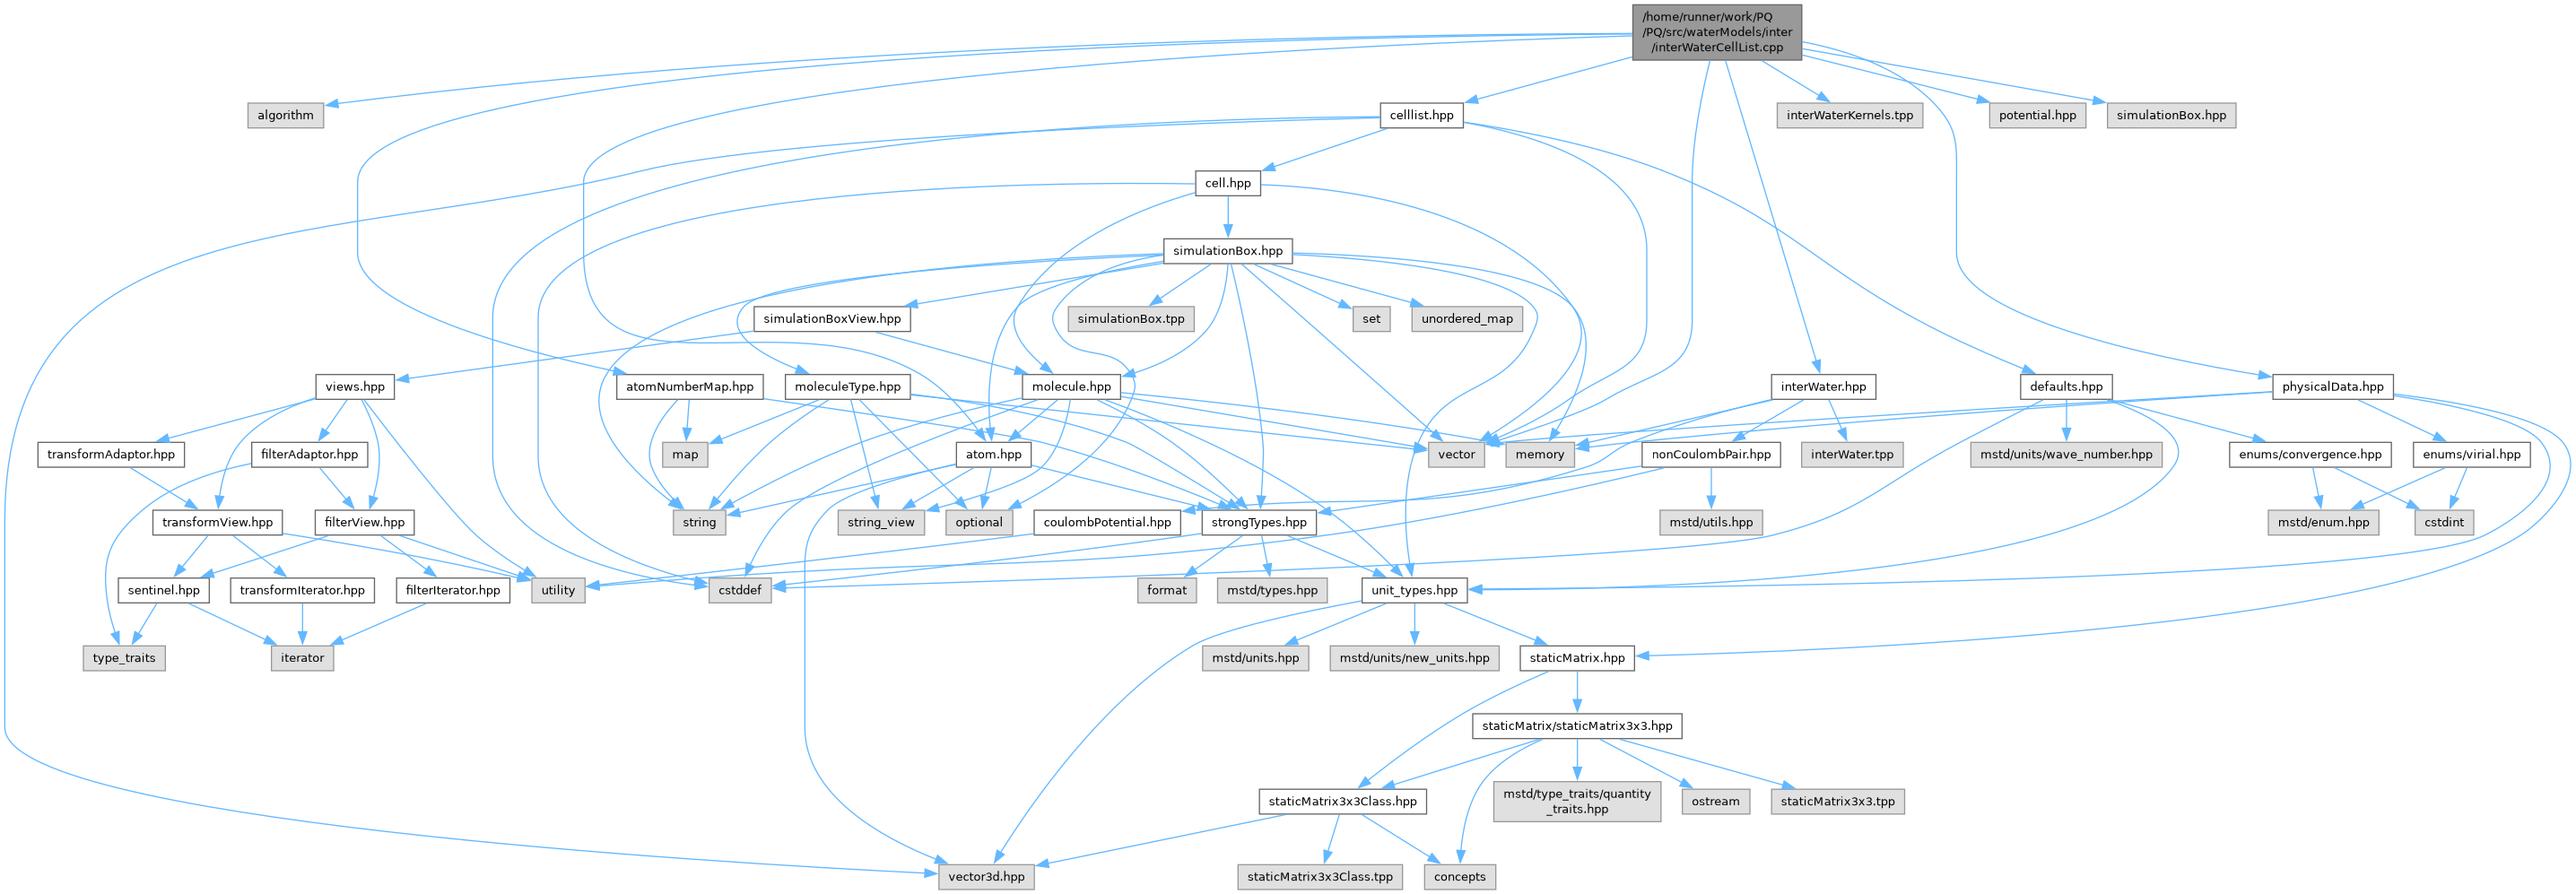 /home/runner/work/PQ
/PQ/src/waterModels/inter
/interWaterCellList.cpp
algorithm
celllist.hpp
interWaterKernels.tpp
potential.hpp
simulationBox.hpp
cell.hpp
simulationBox.hpp
simulationBoxView.hpp
simulationBox.tpp
set
unordered_map
views.hpp
atomNumberMap.hpp
moleculeType.hpp
molecule.hpp
interWater.hpp
defaults.hpp
physicalData.hpp
transformAdaptor.hpp
filterAdaptor.hpp
map
atom.hpp
vector
memory
nonCoulombPair.hpp
interWater.tpp
mstd/units/wave_number.hpp
enums/convergence.hpp
enums/virial.hpp
transformView.hpp
filterView.hpp
string
string_view
optional
coulombPotential.hpp
strongTypes.hpp
mstd/utils.hpp
mstd/enum.hpp
cstdint
sentinel.hpp
transformIterator.hpp
filterIterator.hpp
utility
cstddef
format
mstd/types.hpp
unit_types.hpp
type_traits
iterator
mstd/units.hpp
mstd/units/new_units.hpp
staticMatrix.hpp
staticMatrix/staticMatrix3x3.hpp
staticMatrix3x3Class.hpp
mstd/type_traits/quantity
_traits.hpp
ostream
staticMatrix3x3.tpp
vector3d.hpp
staticMatrix3x3Class.tpp
concepts